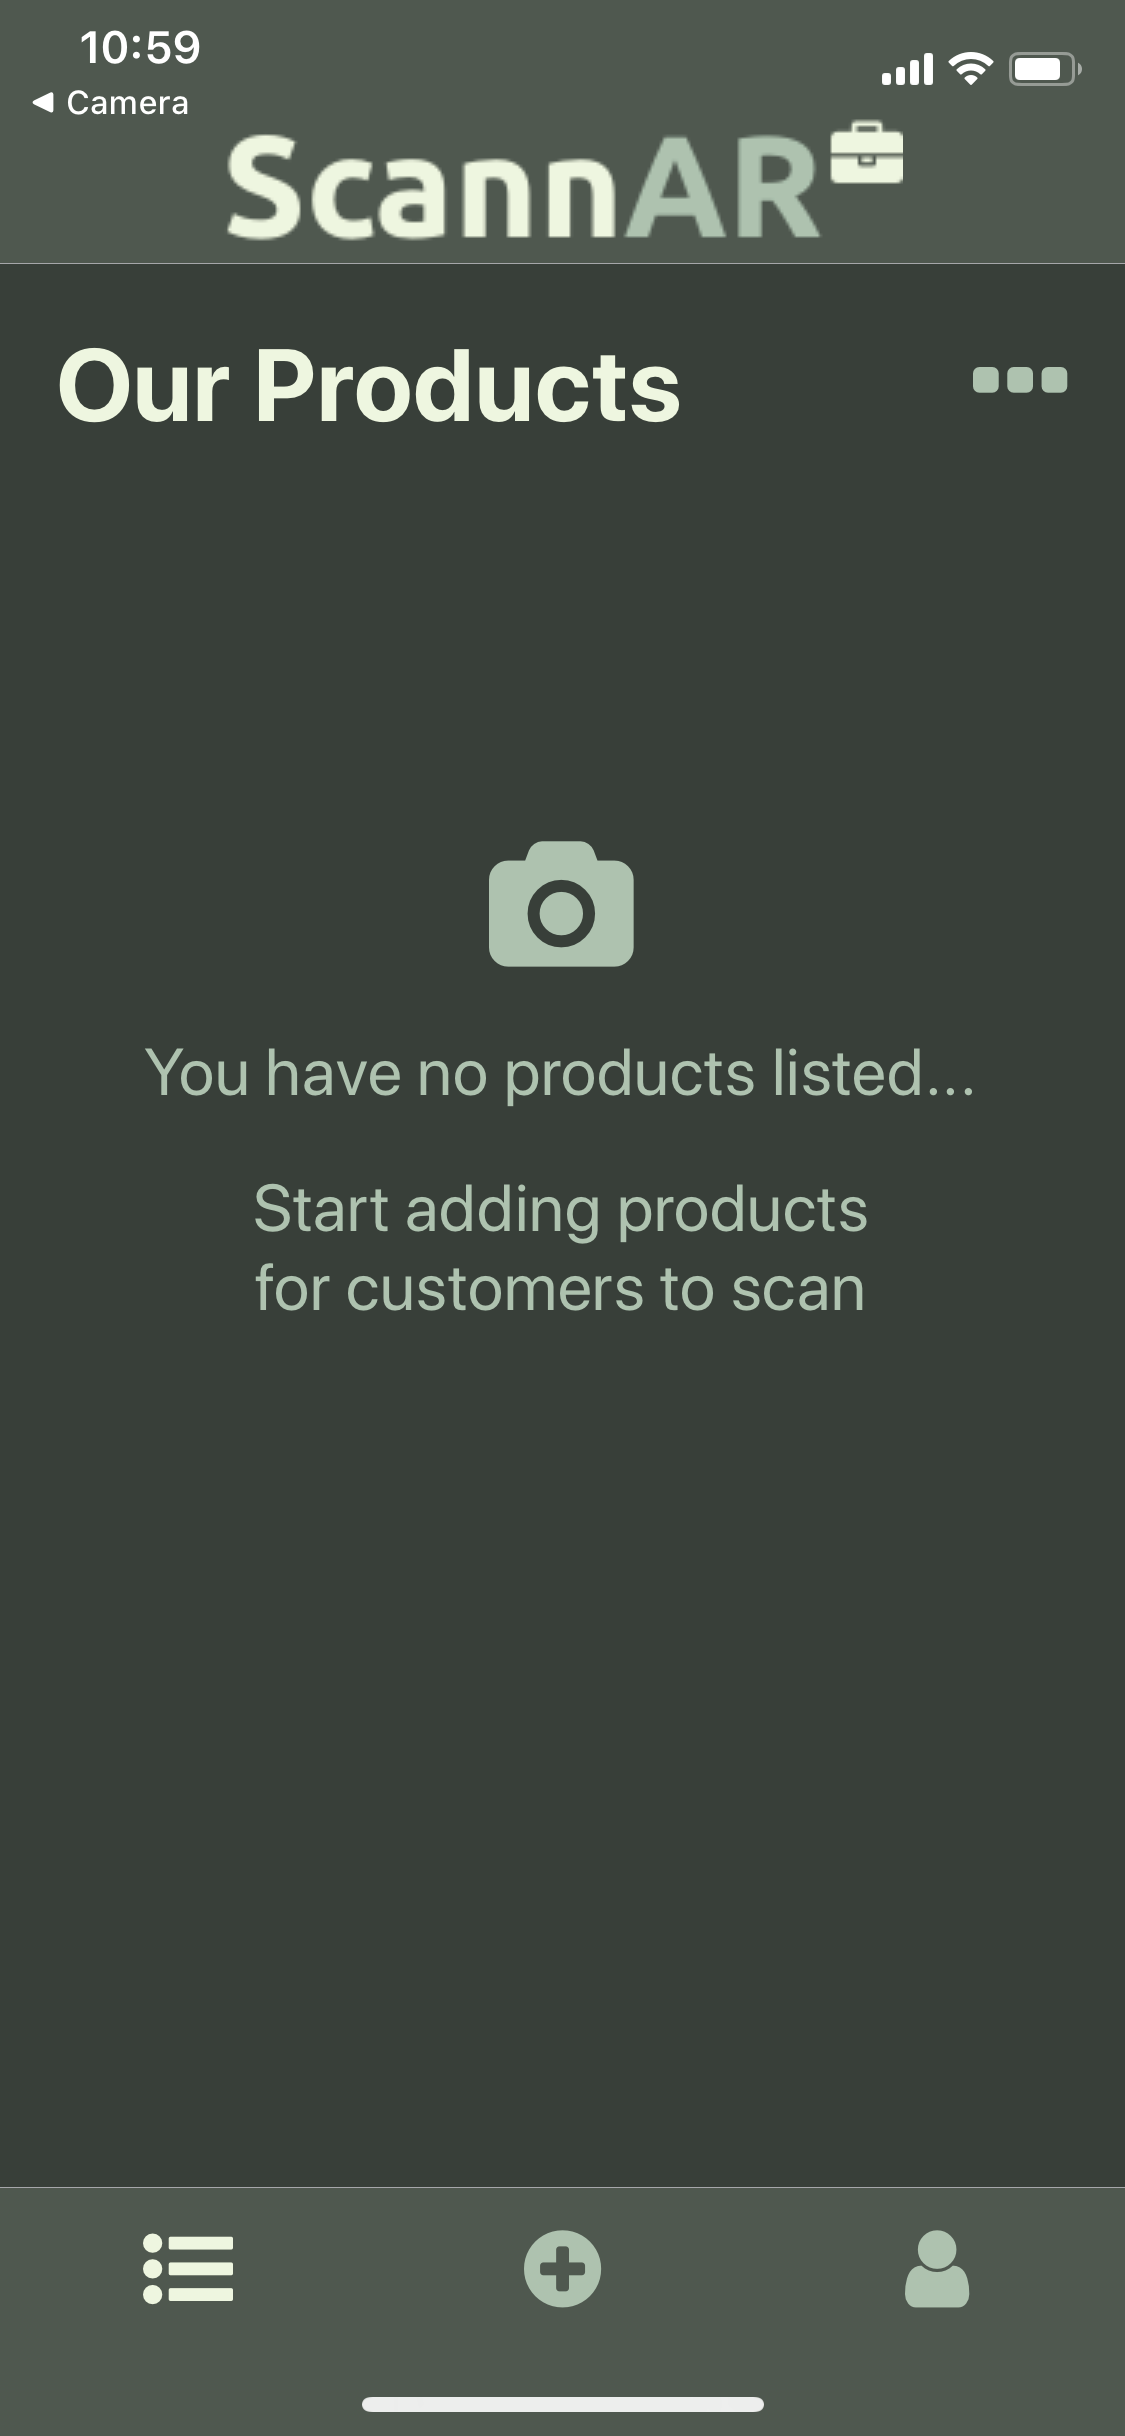 10:59
◀ Camera
ScannAR
Our Products
You have no products listed...
Start adding products
for customers to scan